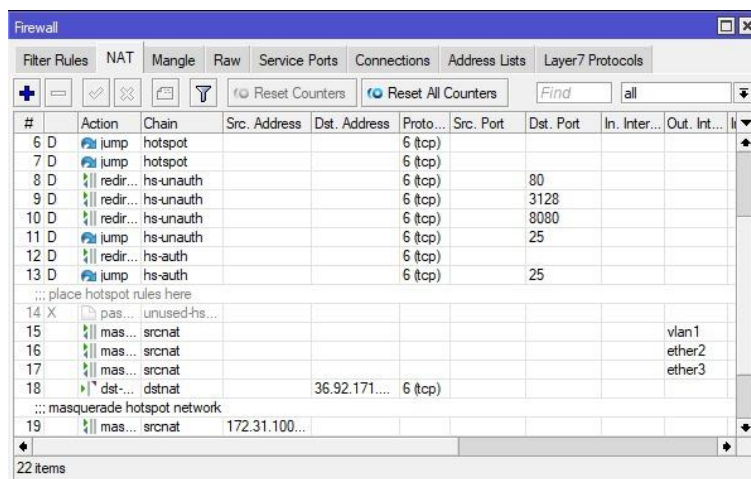 Firewall
Filter Rules NAT Mangle Raw Service Ports Connections Address Lists Layer7 Protocols
Reset Counters Reset All Counters Find all
# Action Chain Src. Address Dst. Address Proto... Src. Port Dst. Port In. Inter... Out. Int...
6 D jump hotspot 6 (tcp)
7 D jump hotspot 6 (tcp)
8 D redir... hs-unauth 6 (tcp) 80
9 D redir... hs-unauth 6 (tcp) 3128
10 D redir... hs-unauth 6 (tcp) 8080
11 D jump hs-unauth 6 (tcp) 25
12 D redir... hs-auth 6 (tcp)
13 D jump hs-auth 6 (tcp) 25
;;; place hotspot rules here
14 X pas... unused-hs...
15 mas... srcnat vlan1
16 mas... srcnat ether2
17 mas... srcnat ether3
18 dst-... dstnat 36.92.171.... 6 (tcp)
;;; masquerade hotspot network
19 mas... srcnat 172.31.100...
22 items